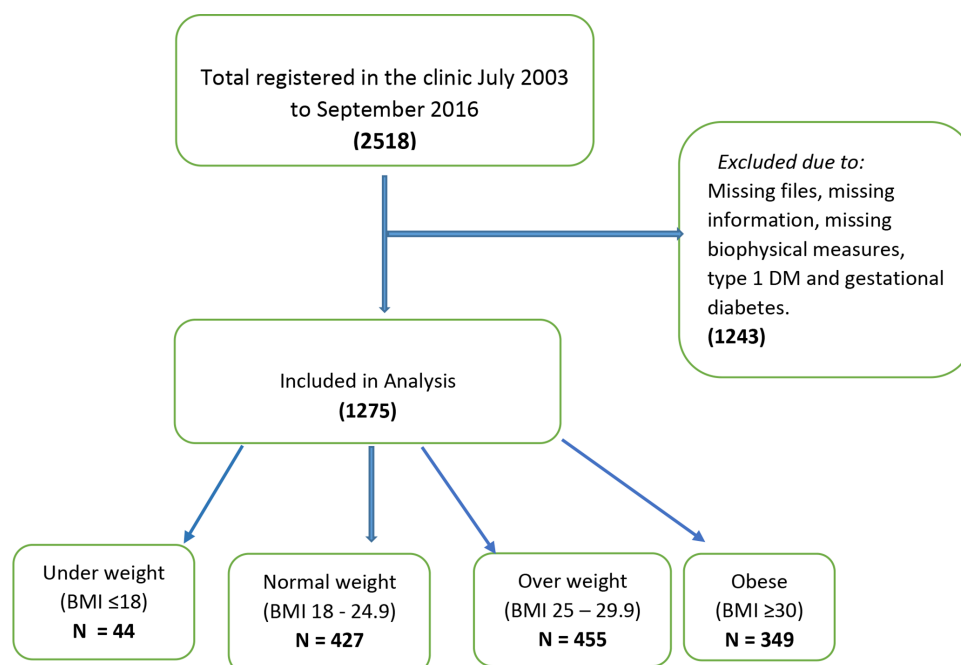 Total registered in the clinic July 2003
to September 2016
(2518)
Excluded due to:
Missing files, missing
information, missing
biophysical measures,
type 1 DM and gestational
diabetes.
(1243)
Included in Analysis
(1275)
Under weight
(BMI ≤18)
N = 44
Normal weight
(BMI 18 - 24.9)
N = 427
Over weight
(BMI 25 – 29.9)
N = 455
Obese
(BMI ≥30)
N = 349